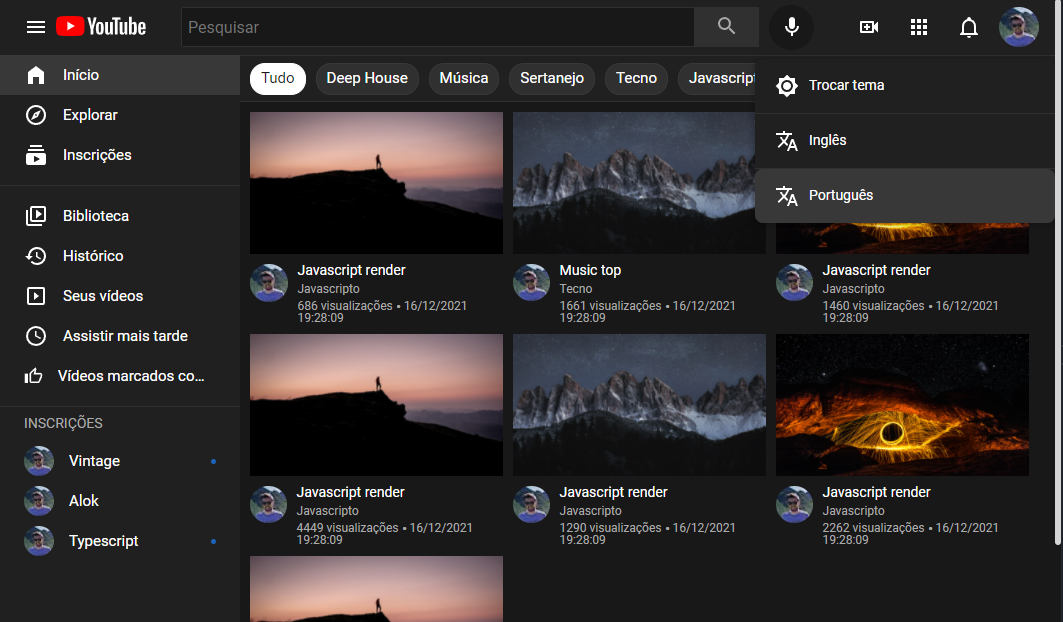 YouTube
Pesquisar
Início
Explorar
Inscrições
Biblioteca
Histórico
Seus vídeos
Assistir mais tarde
Vídeos marcados co...
INSCRIÇÕES
Vintage
Alok
Typescript
Tudo
Deep House
Música
Sertanejo
Tecno
Javascript
Trocar tema
Inglês
Português
Javascript render
Javascripto
686 visualizações • 16/12/2021
19:28:09
Music top
Tecno
1661 visualizações • 16/12/2021
19:28:09
Javascript render
Javascripto
1460 visualizações • 16/12/2021
19:28:09
Javascript render
Javascripto
4449 visualizações • 16/12/2021
19:28:09
Javascript render
Javascripto
1290 visualizações • 16/12/2021
19:28:09
Javascript render
Javascripto
2262 visualizações • 16/12/2021
19:28:09